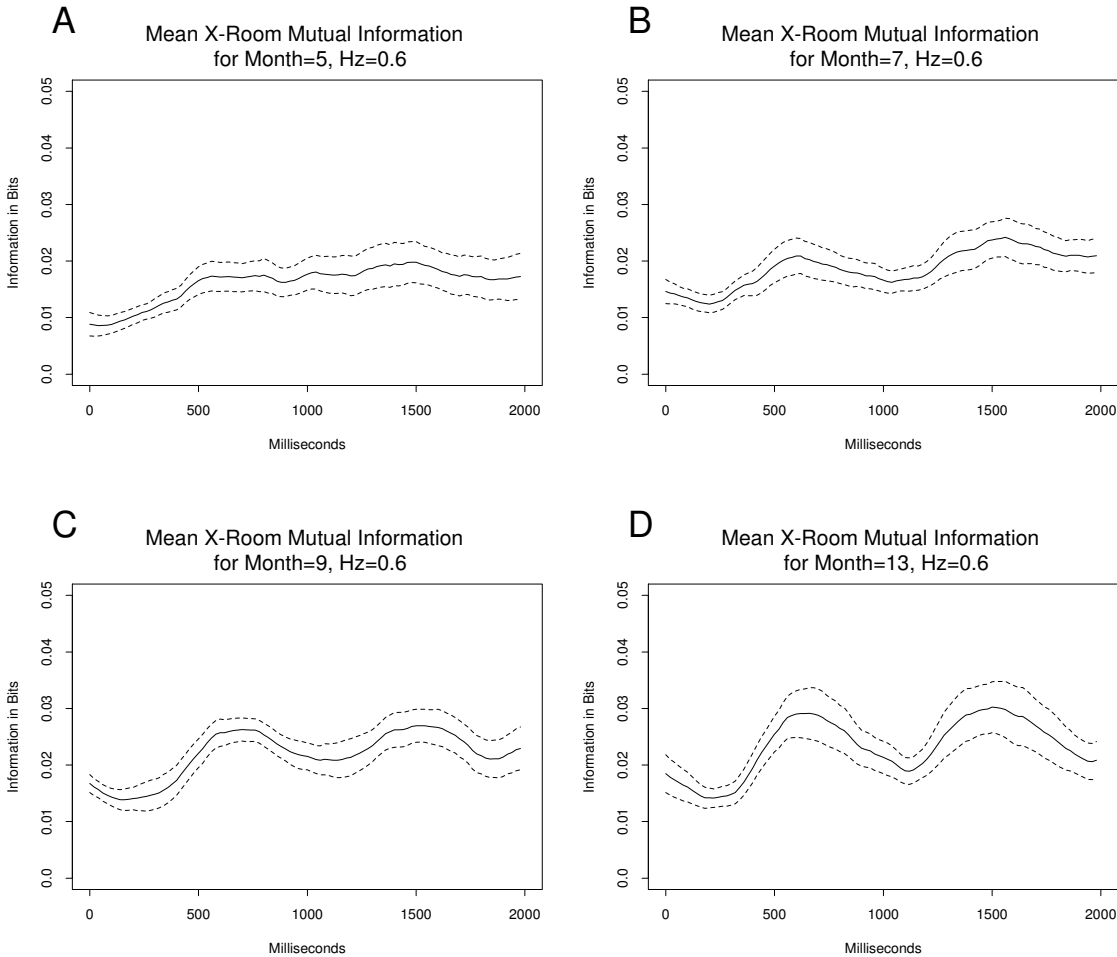 A
Mean X-Room Mutual Information
for Month=5, Hz=0.6
Information in Bits
0.05
0.04
0.03
0.02
0.01
0.0
0 500 1000 1500 2000
Milliseconds
B
Mean X-Room Mutual Information
for Month=7, Hz=0.6
Information in Bits
0.05
0.04
0.03
0.02
0.01
0.0
0 500 1000 1500 2000
Milliseconds
C
Mean X-Room Mutual Information
for Month=9, Hz=0.6
Information in Bits
0.05
0.04
0.03
0.02
0.01
0.0
0 500 1000 1500 2000
Milliseconds
D
Mean X-Room Mutual Information
for Month=13, Hz=0.6
Information in Bits
0.05
0.04
0.03
0.02
0.01
0.0
0 500 1000 1500 2000
Milliseconds